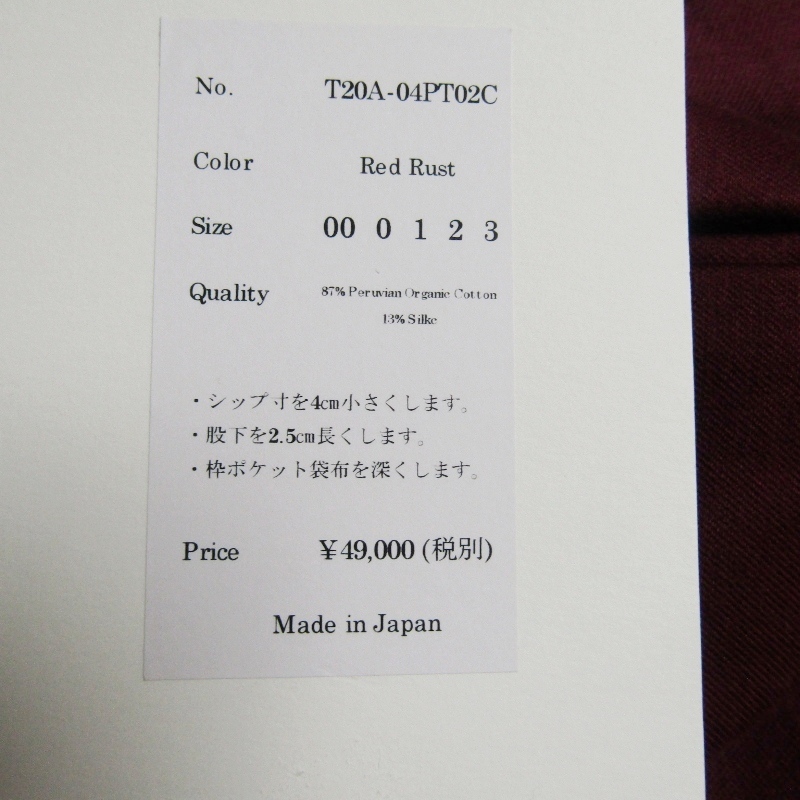 No. T20A-04PT02C
Color Red Rust
Size 00 0 1 2 3
Quality 87% Peruvian Organic Cotton
13% Silke
・シップ寸を4㎝小さくします。
・股下を2.5㎝長くします。
・枠ポケット袋布を深くします。
Price ¥49,000 (税別)
Made in Japan